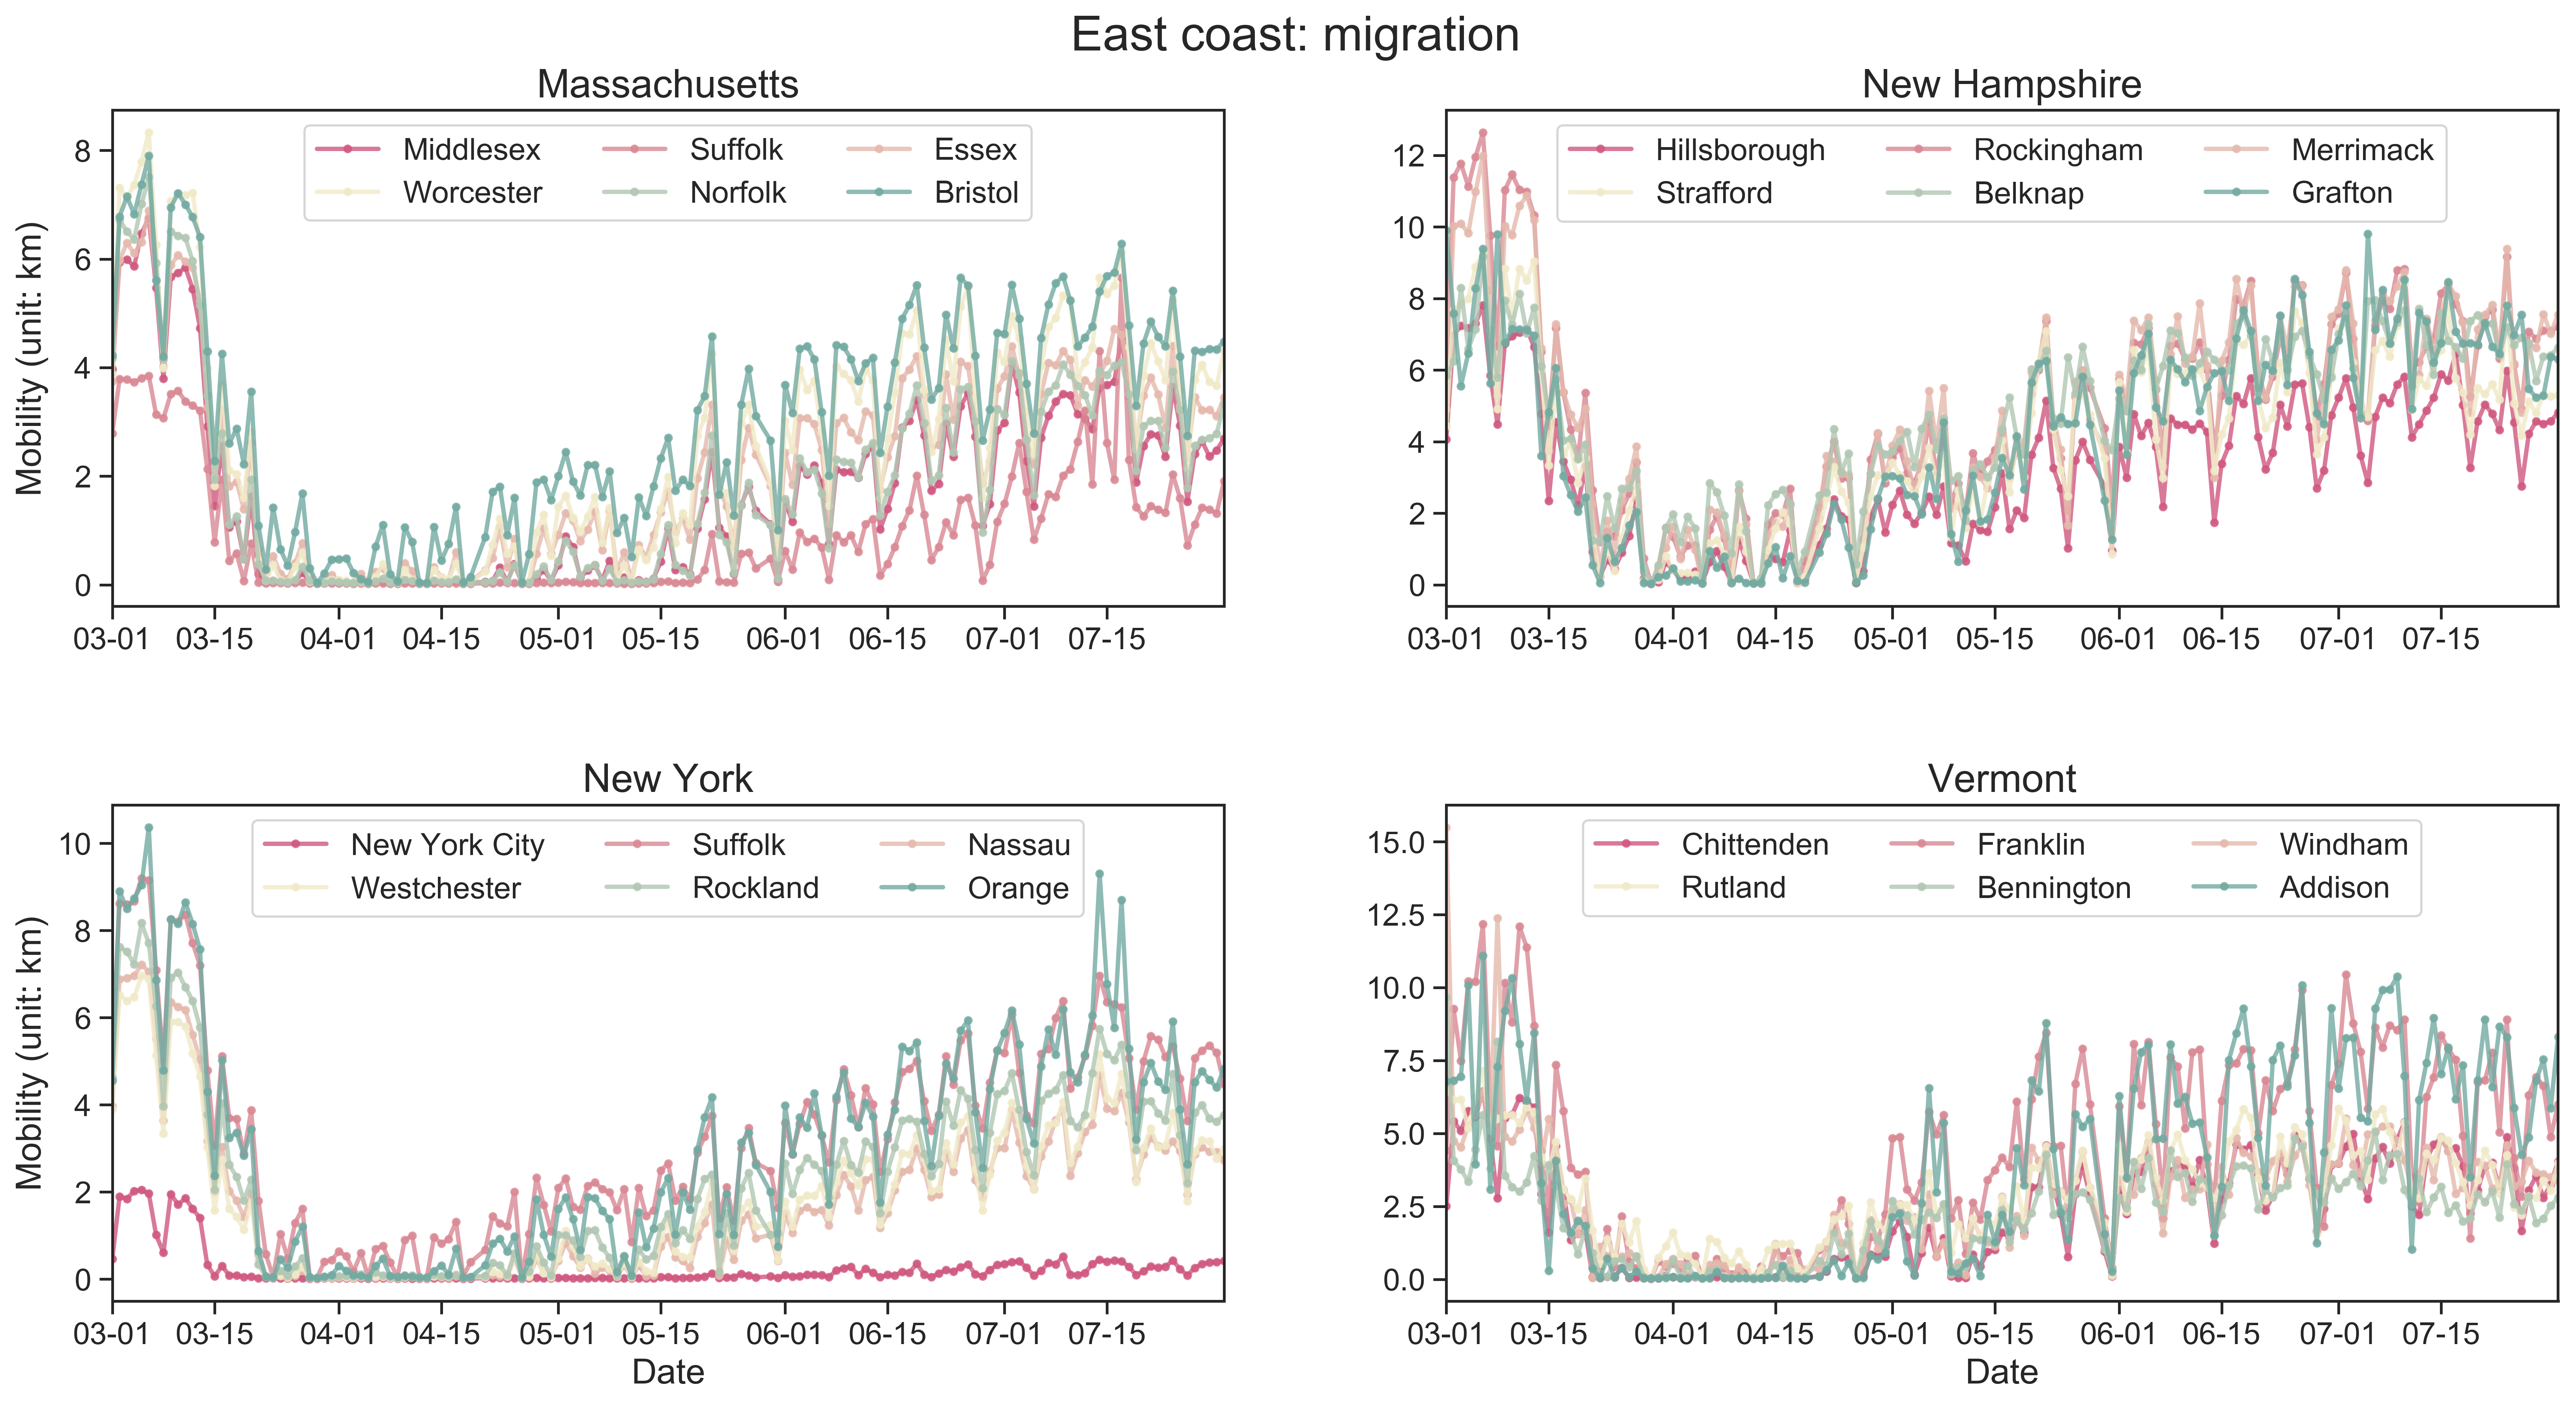 East coast: migration
Massachusetts
Mobility (unit: km)
8
6
4
2
0
Middlesex Suffolk Essex
Worcester Norfolk Bristol
03-01 03-15 04-01 04-15 05-01 05-15 06-01 06-15 07-01 07-15
New Hampshire
12
10
8
6
4
2
0
Hillsborough Rockingham Merrimack
Strafford Belknap Grafton
03-01 03-15 04-01 04-15 05-01 05-15 06-01 06-15 07-01 07-15
New York
Mobility (unit: km)
10
8
6
4
2
0
New York City Suffolk Nassau
Westchester Rockland Orange
03-01 03-15 04-01 04-15 05-01 05-15 06-01 06-15 07-01 07-15
Date
Vermont
15.0
12.5
10.0
7.5
5.0
2.5
0.0
Chittenden Franklin Windham
Rutland Bennington Addison
03-01 03-15 04-01 04-15 05-01 05-15 06-01 06-15 07-01 07-15
Date